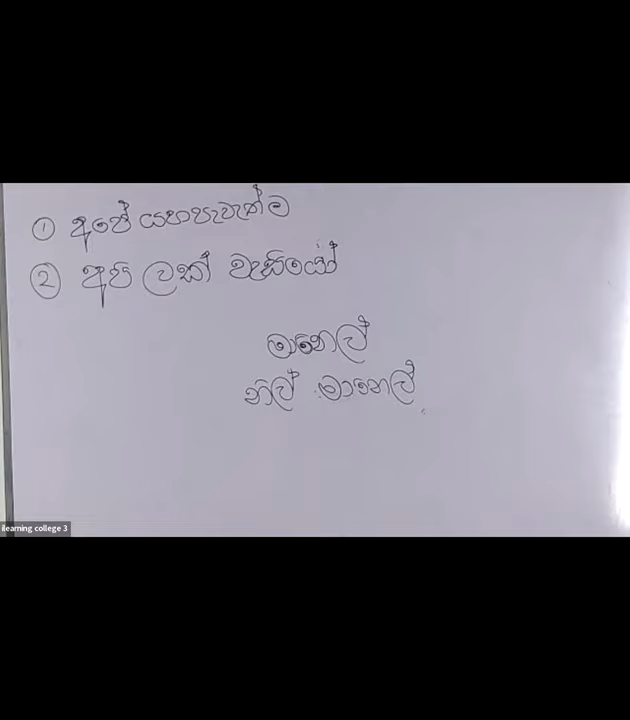 ① අපේ යහපැවැත්ම
② අපි ලක් වැසියෝ
මානෙල්
නිල් මානෙල්
ilearning college 3